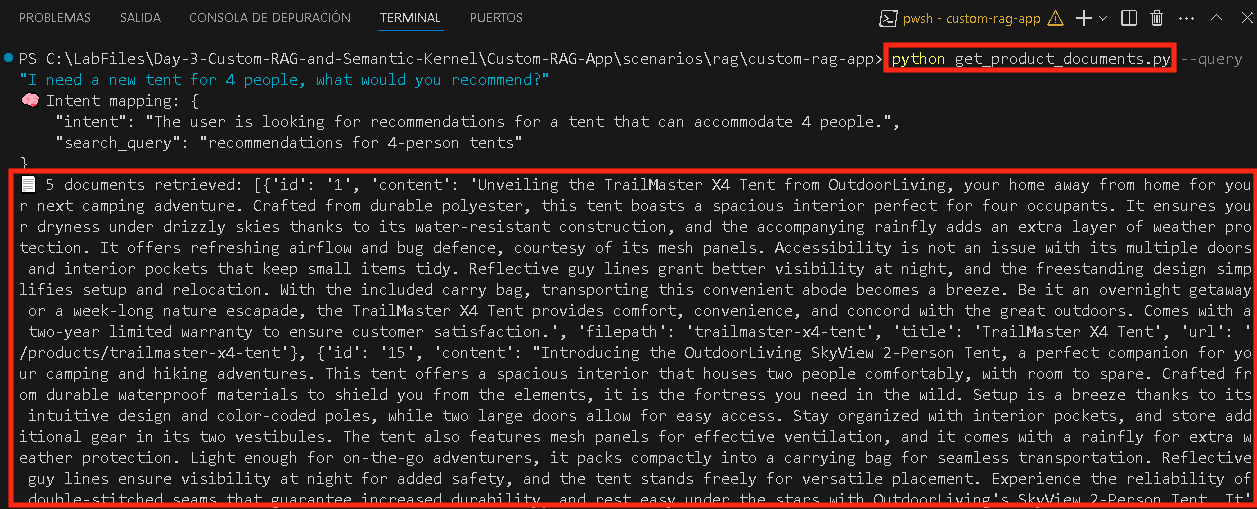 PROBLEMAS SALIDA CONSOLA DE DEPURACIÓN TERMINAL PUERTOS pwsh - custom-rag-app
PS C:\LabFiles\Day-3-Custom-RAG-and-Semantic-Kernel\Custom-RAG-App\scenarios\rag\custom-rag-app> python get_product_documents.py --query
"I need a new tent for 4 people, what would you recommend?"
🧠 Intent mapping: {
    "intent": "The user is looking for recommendations for a tent that can accommodate 4 people.",
    "search_query": "recommendations for 4-person tents"
}
📄 5 documents retrieved: [{'id': '1', 'content': 'Unveiling the TrailMaster X4 Tent from OutdoorLiving, your home away from home for you
r next camping adventure. Crafted from durable polyester, this tent boasts a spacious interior perfect for four occupants. It ensures you
r dryness under drizzly skies thanks to its water-resistant construction, and the accompanying rainfly adds an extra layer of weather pro
tection. It offers refreshing airflow and bug defence, courtesy of its mesh panels. Accessibility is not an issue with its multiple doors
 and interior pockets that keep small items tidy. Reflective guy lines grant better visibility at night, and the freestanding design simp
lifies setup and relocation. With the included carry bag, transporting this convenient abode becomes a breeze. Be it an overnight getaway
 or a week-long nature escapade, the TrailMaster X4 Tent provides comfort, convenience, and concord with the great outdoors. Comes with a
 two-year limited warranty to ensure customer satisfaction.', 'filepath': 'trailmaster-x4-tent', 'title': 'TrailMaster X4 Tent', 'url': '
/products/trailmaster-x4-tent'}, {'id': '15', 'content': "Introducing the OutdoorLiving SkyView 2-Person Tent, a perfect companion for yo
ur camping and hiking adventures. This tent offers a spacious interior that houses two people comfortably, with room to spare. Crafted fr
om durable waterproof materials to shield you from the elements, it is the fortress you need in the wild. Setup is a breeze thanks to its
 intuitive design and color-coded poles, while two large doors allow for easy access. Stay organized with interior pockets, and store add
itional gear in its two vestibules. The tent also features mesh panels for effective ventilation, and it comes with a rainfly for extra w
eather protection. Light enough for on-the-go adventurers, it packs compactly into a carrying bag for seamless transportation. Reflective
 guy lines ensure visibility at night for added safety, and the tent stands freely for versatile placement. Experience the reliability of
 double-stitched seams that guarantee increased durability, and rest easy under the stars with OutdoorLiving's SkyView 2-Person Tent. It'